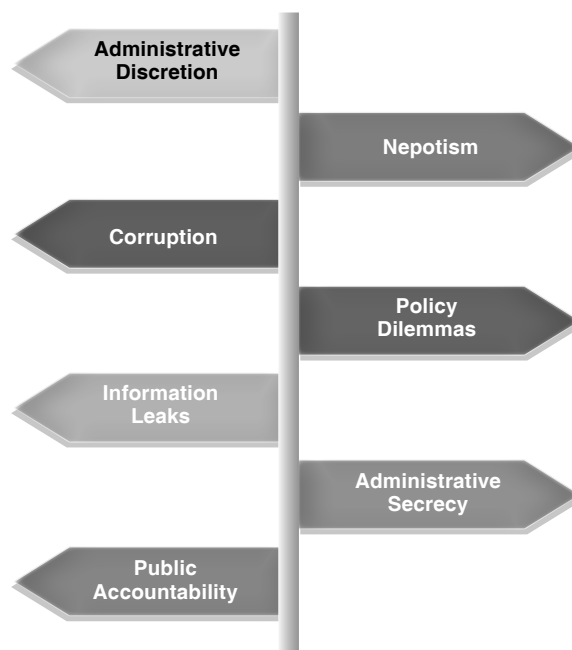 Administrative
Discretion
Nepotism
Corruption
Policy
Dilemmas
Information
Leaks
Administrative
Secrecy
Public
Accountability